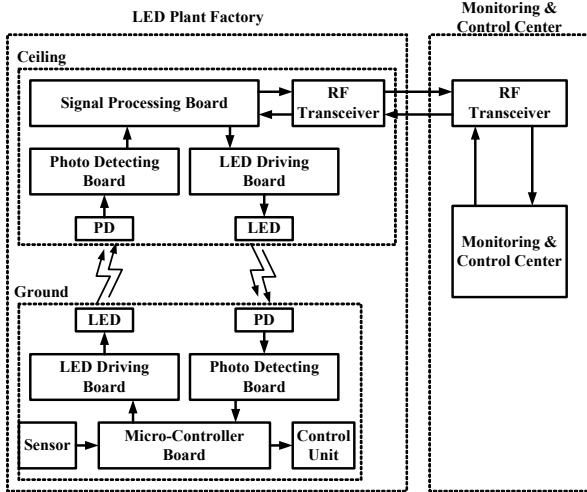 LED Plant Factory
Monitoring &
Control Center
Ceiling
Signal Processing Board
RF
Transceiver
RF
Transceiver
Photo Detecting
Board
LED Driving
Board
PD
LED
Monitoring &
Control Center
Ground
LED
PD
LED Driving
Board
Photo Detecting
Board
Sensor
Micro-Controller
Board
Control
Unit